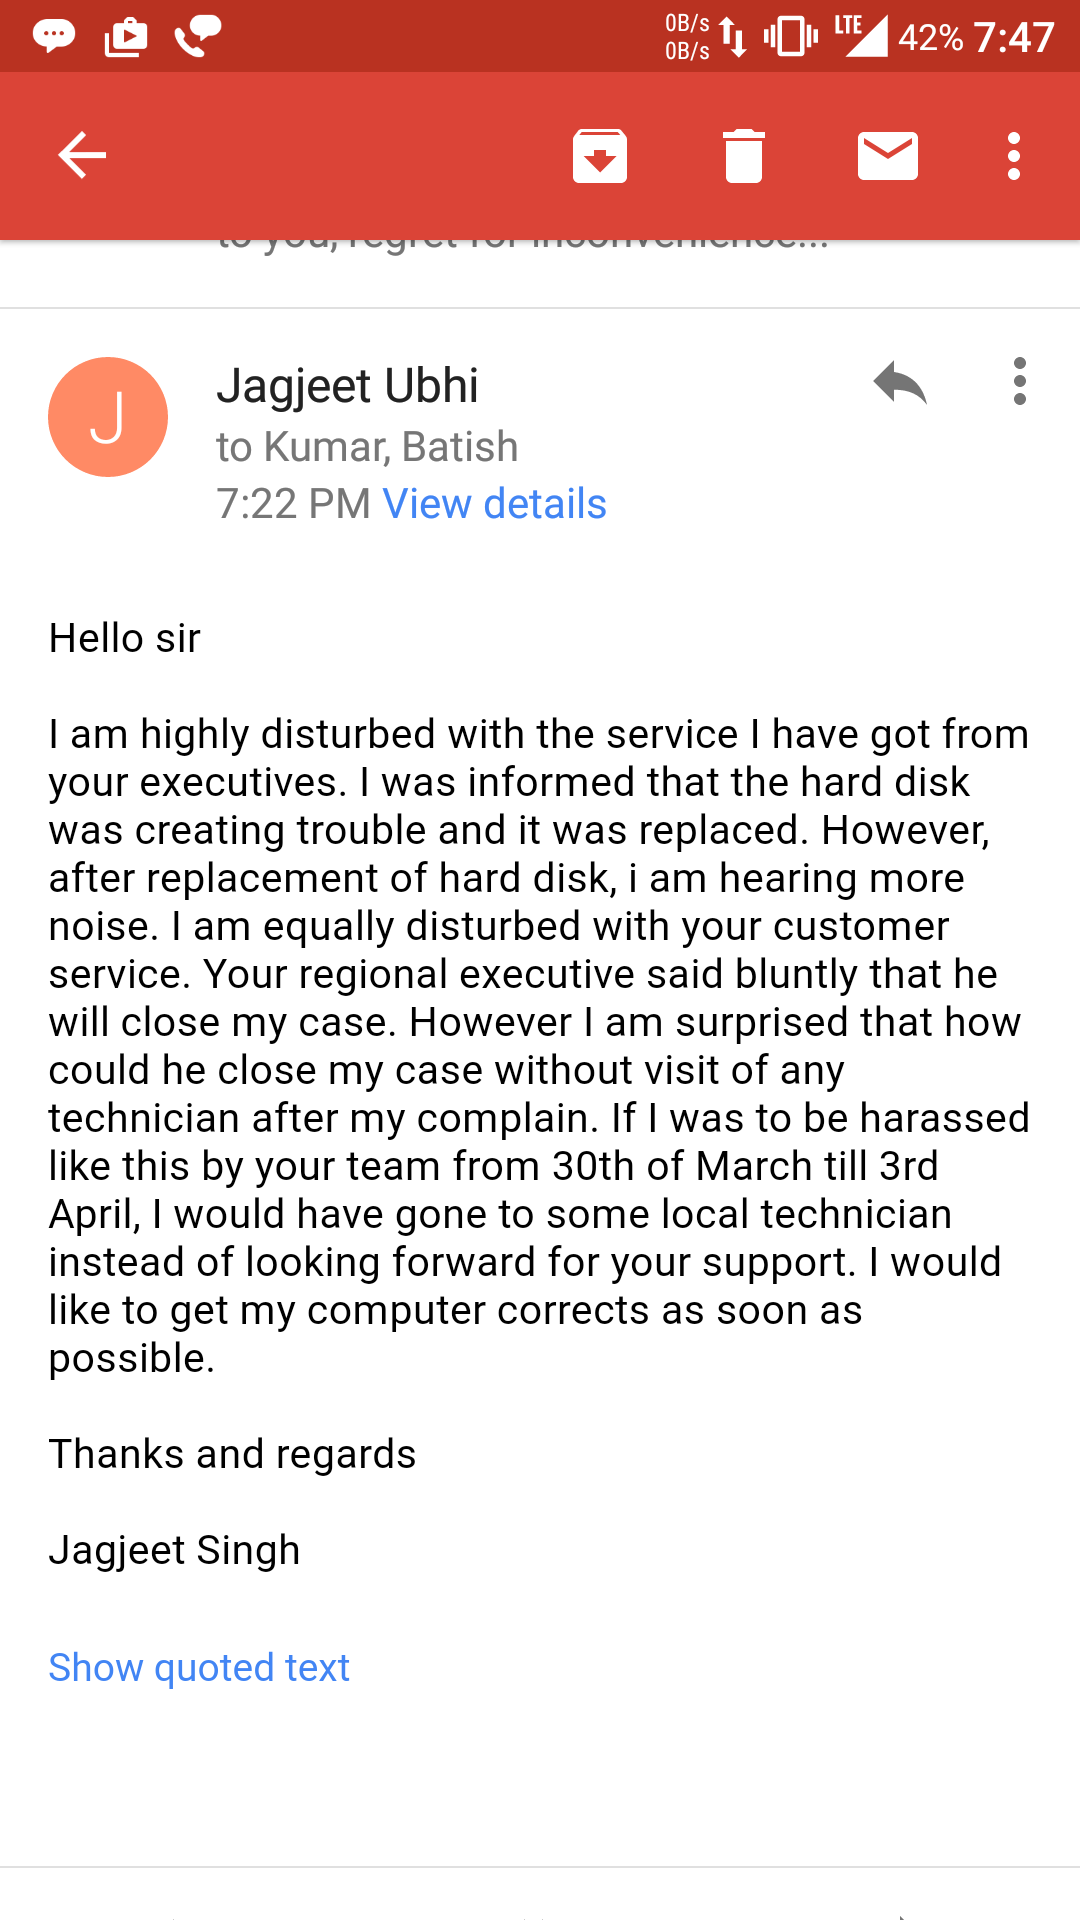 0B/s
0B/s
LTE
42% 7:47
to you, regret for inconvenience...
J
Jagjeet Ubhi
to Kumar, Batish
7:22 PM View details
Hello sir
I am highly disturbed with the service I have got from
your executives. I was informed that the hard disk
was creating trouble and it was replaced. However,
after replacement of hard disk, i am hearing more
noise. I am equally disturbed with your customer
service. Your regional executive said bluntly that he
will close my case. However I am surprised that how
could he close my case without visit of any
technician after my complain. If I was to be harassed
like this by your team from 30th of March till 3rd
April, I would have gone to some local technician
instead of looking forward for your support. I would
like to get my computer corrects as soon as
possible.
Thanks and regards
Jagjeet Singh
Show quoted text